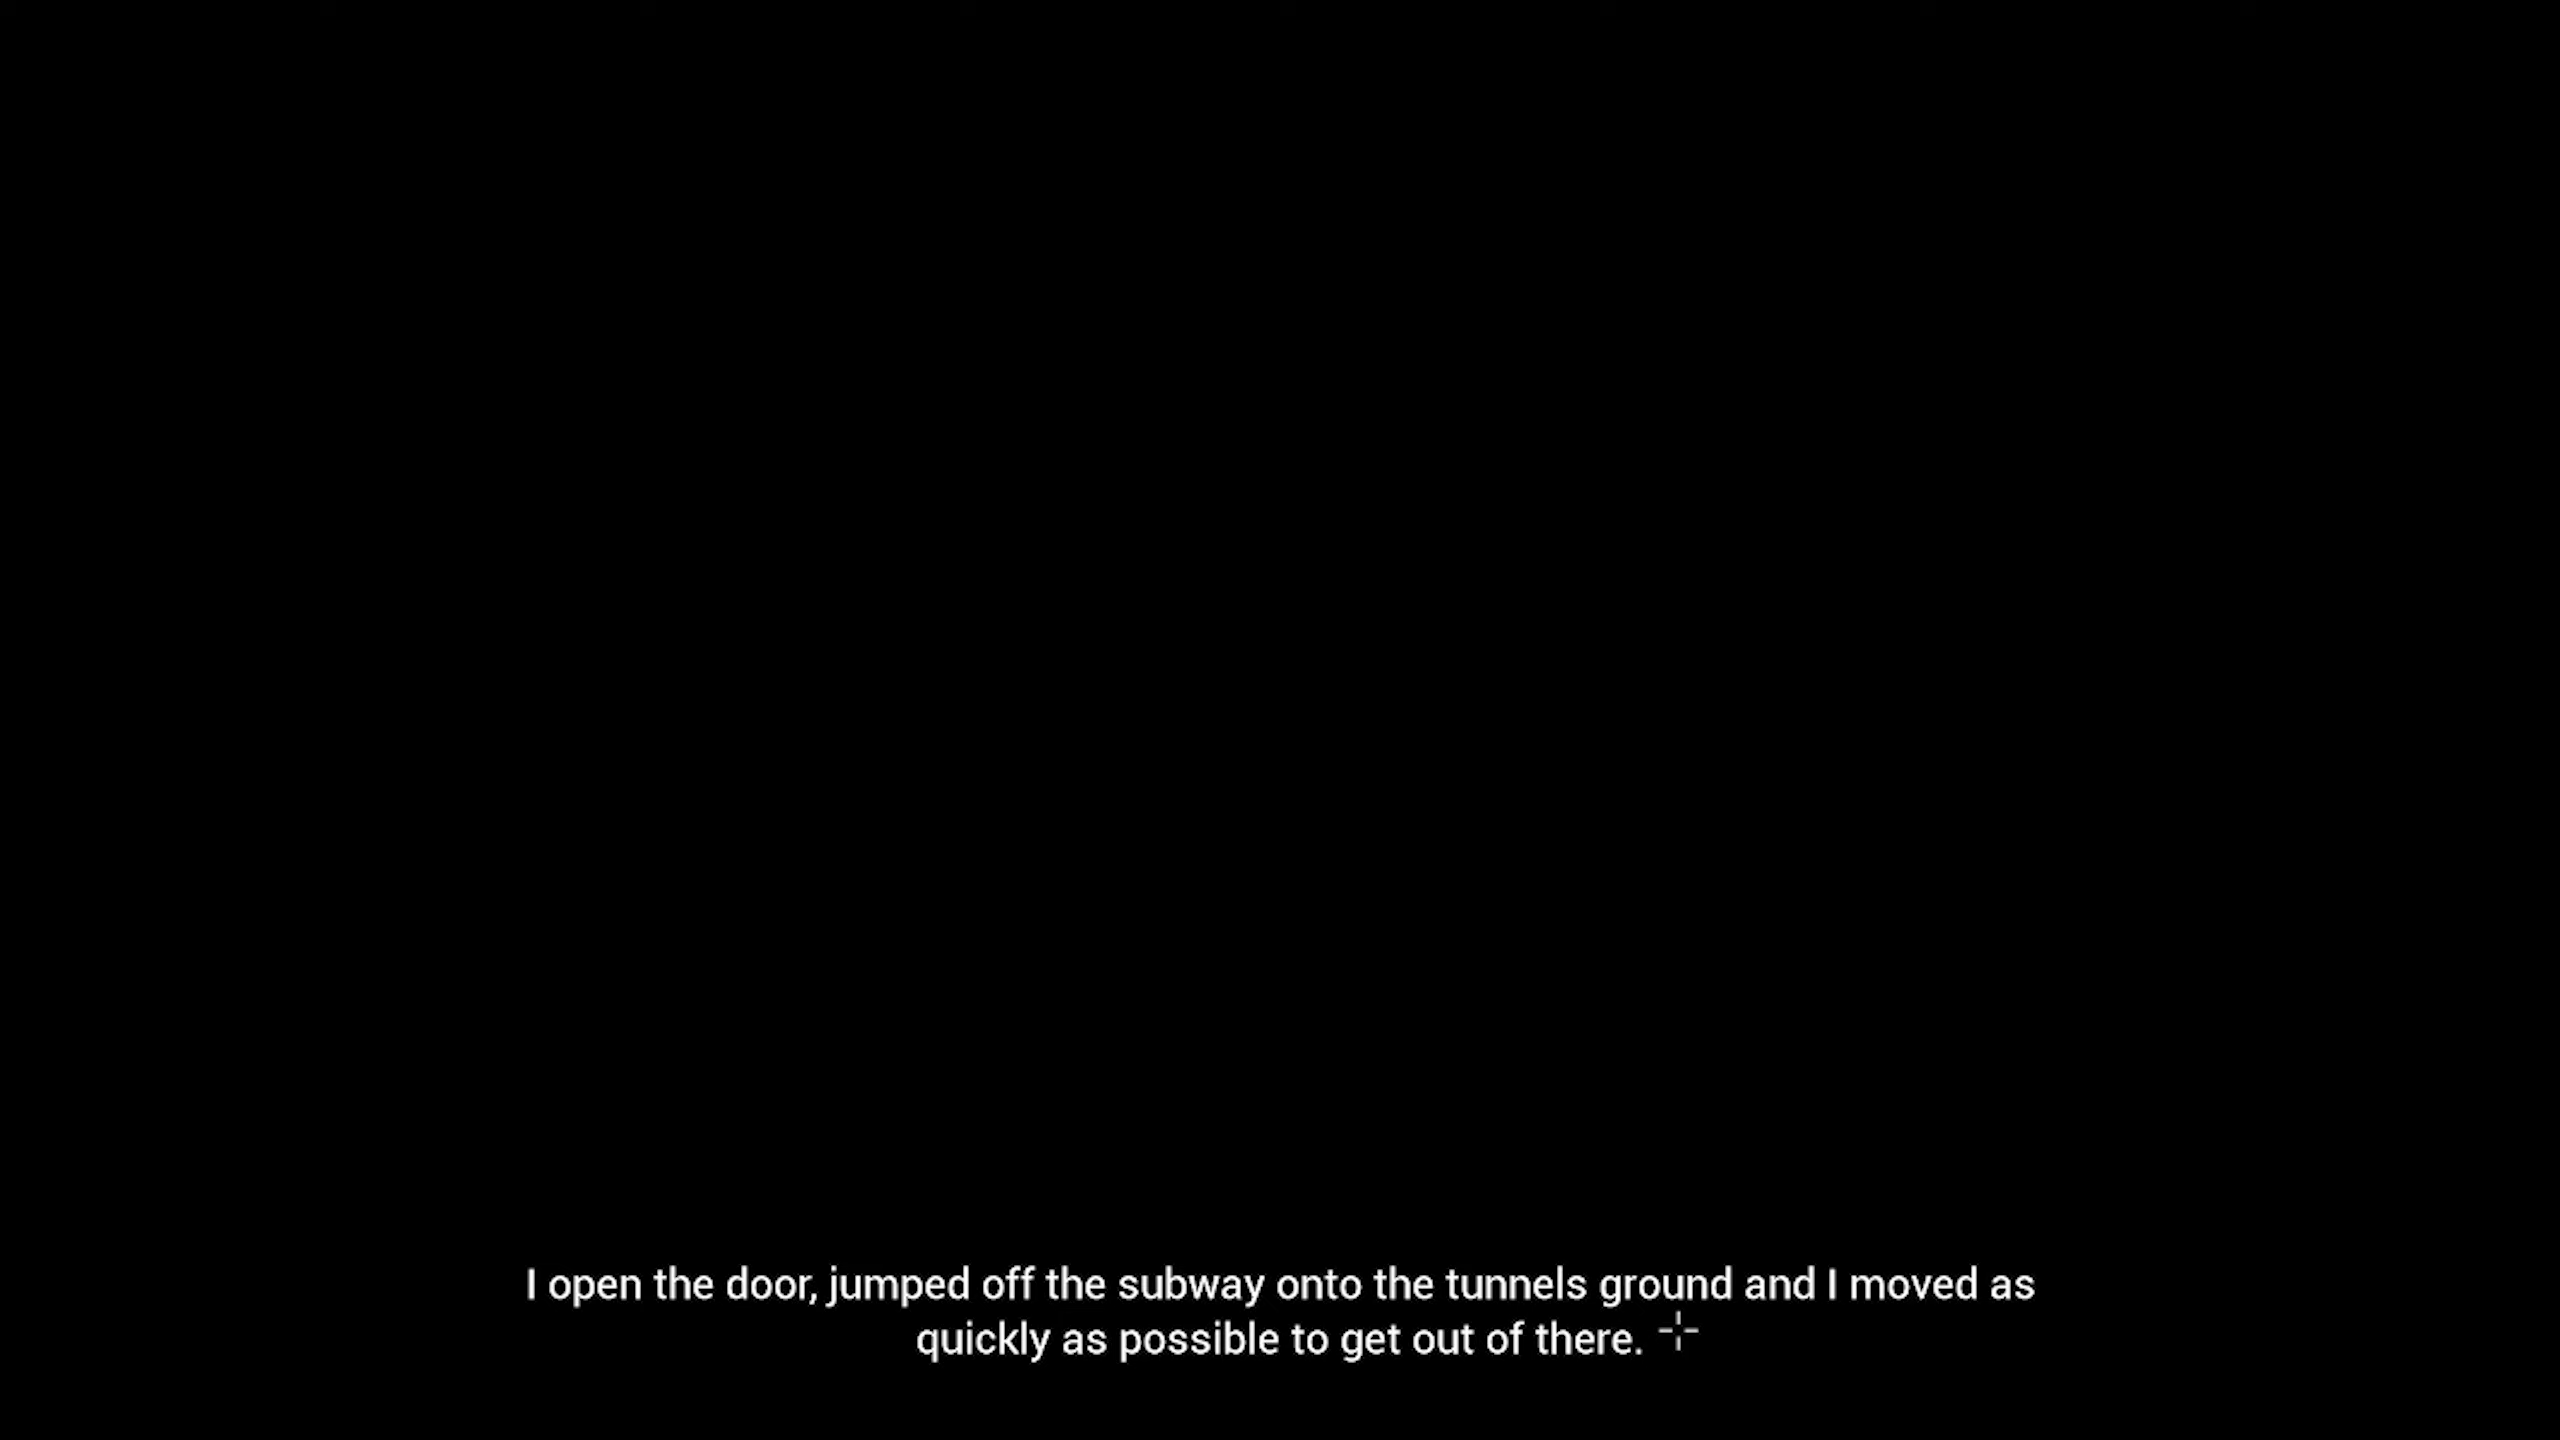 I open the door, jumped off the subway onto the tunnels ground and I moved as
quickly as possible to get out of there.